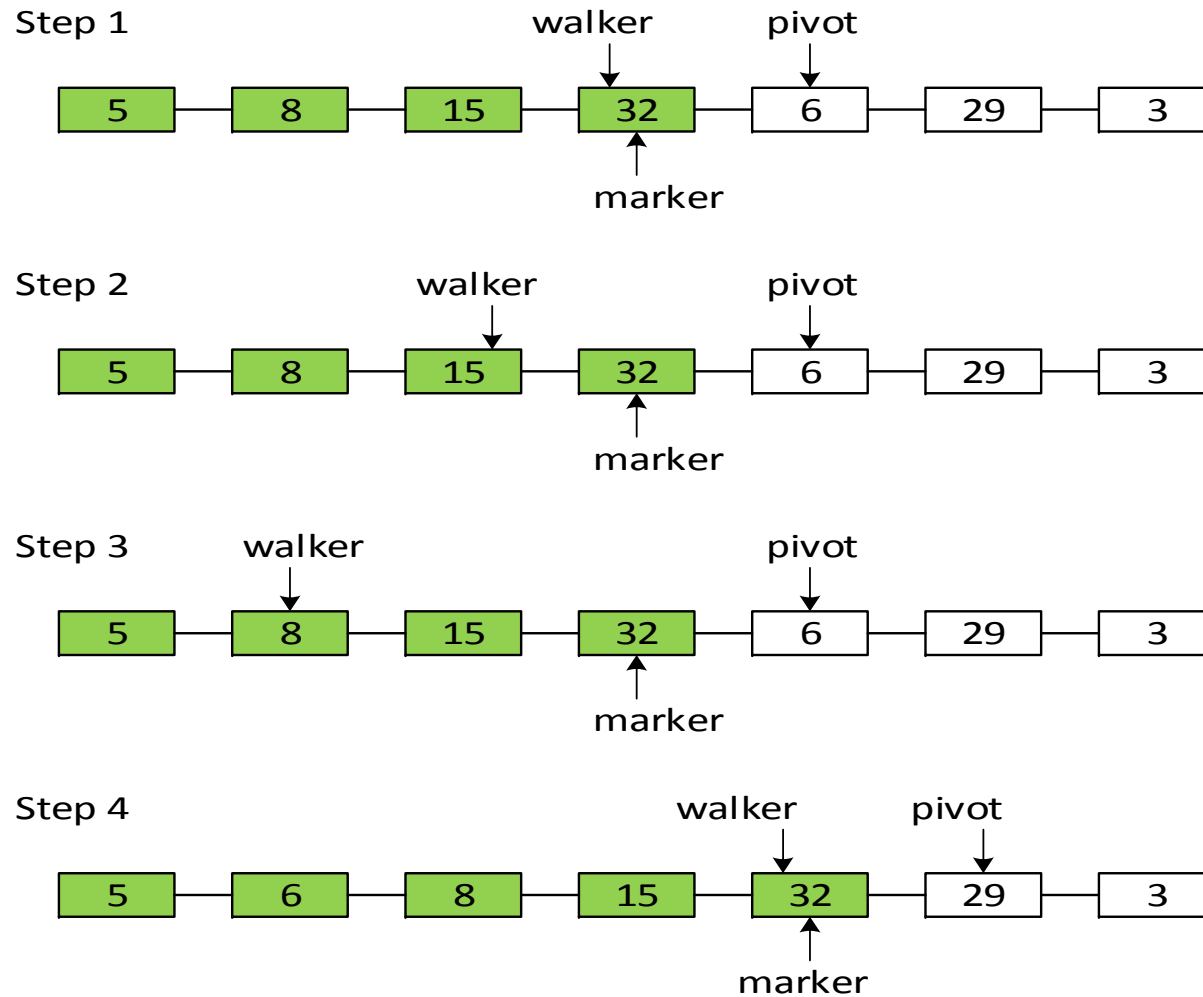 Step 1
walker pivot
5 8 15 32 6 29 3
marker
Step 2
walker pivot
5 8 15 32 6 29 3
marker
Step 3
walker pivot
5 8 15 32 6 29 3
marker
Step 4
walker pivot
5 6 8 15 32 29 3
marker